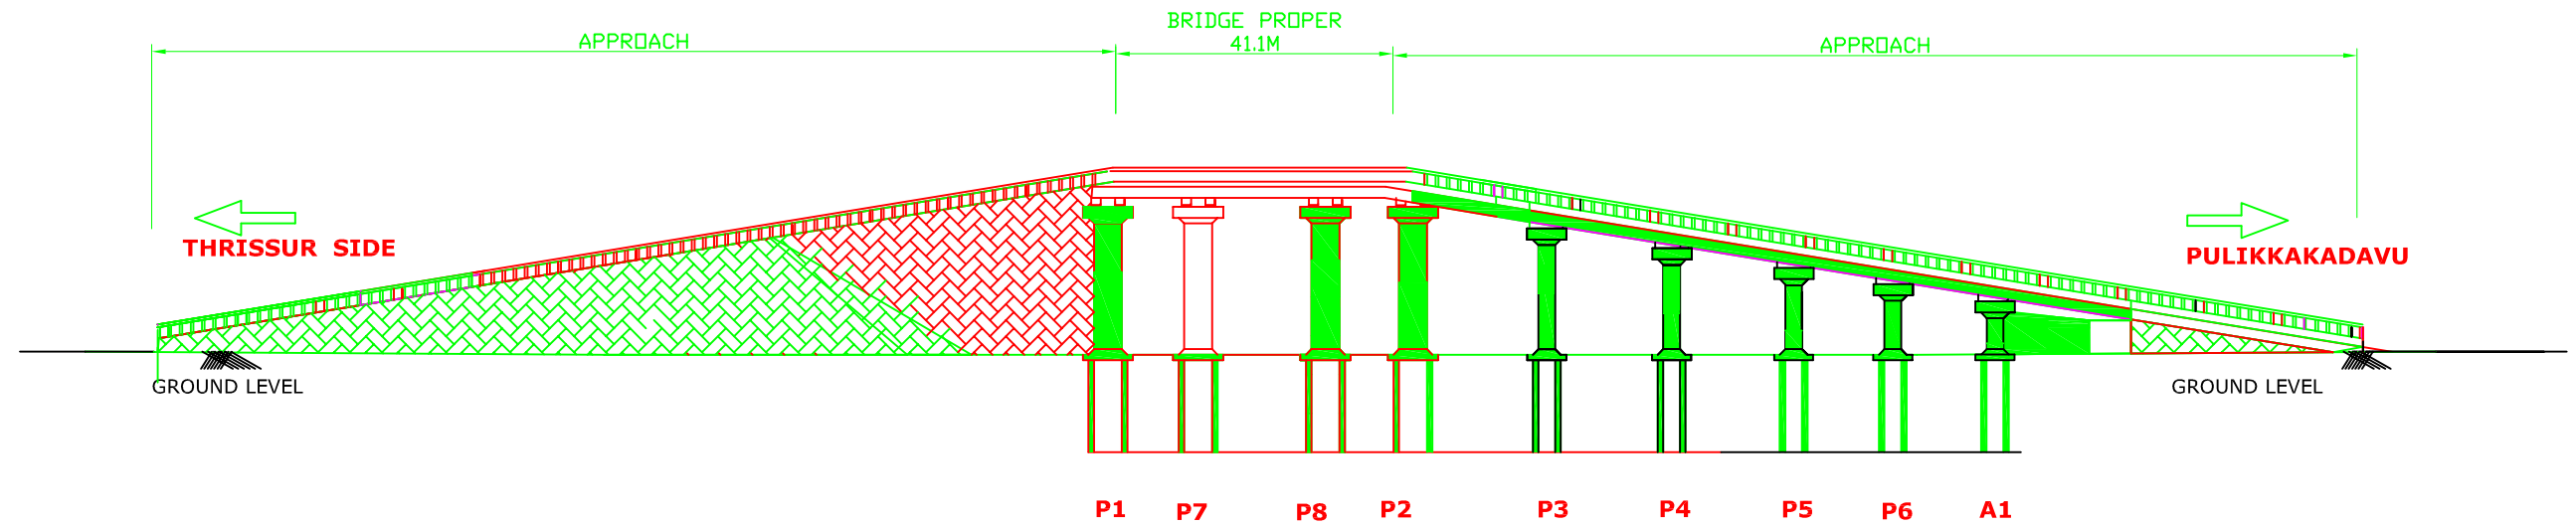 BRIDGE PROPER
APPROACH
41.1M
APPROACH
THRISSUR SIDE
PULIKKAKADAVU
GROUND LEVEL
GROUND LEVEL
P1
P7
P8
P2
P3
P4
P5
P6
A1